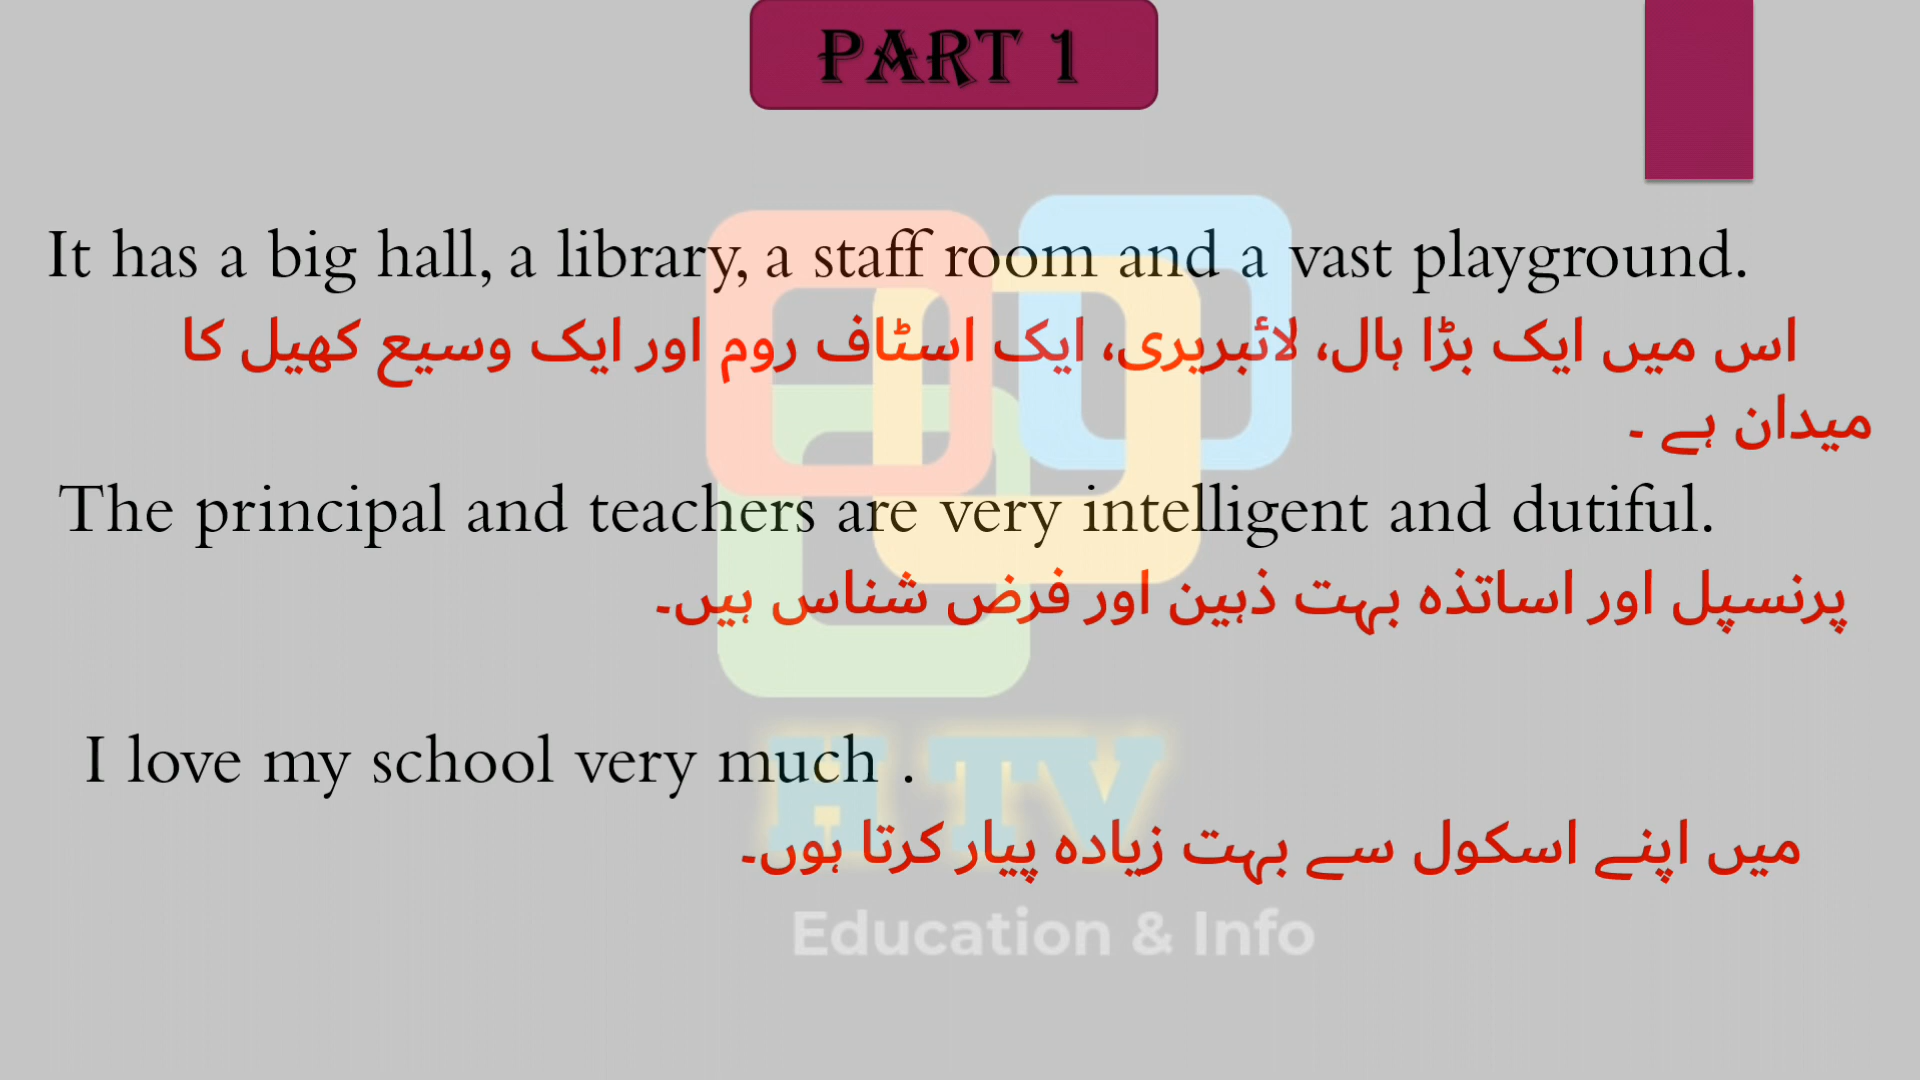 PART 1
It has a big hall, a library, a staff room and a vast playground.
اس میں ایک بڑا ہال، لائبریری، ایک اسٹاف روم اور ایک وسیع کھیل کا
میدان ہے ۔
The principal and teachers are very intelligent and dutiful.
پرنسپل اور اساتذہ بہت ذہین اور فرض شناس ہیں۔
I love my school very much .
میں اپنے اسکول سے بہت زیادہ پیار کرتا ہوں۔
H TV
Education & Info